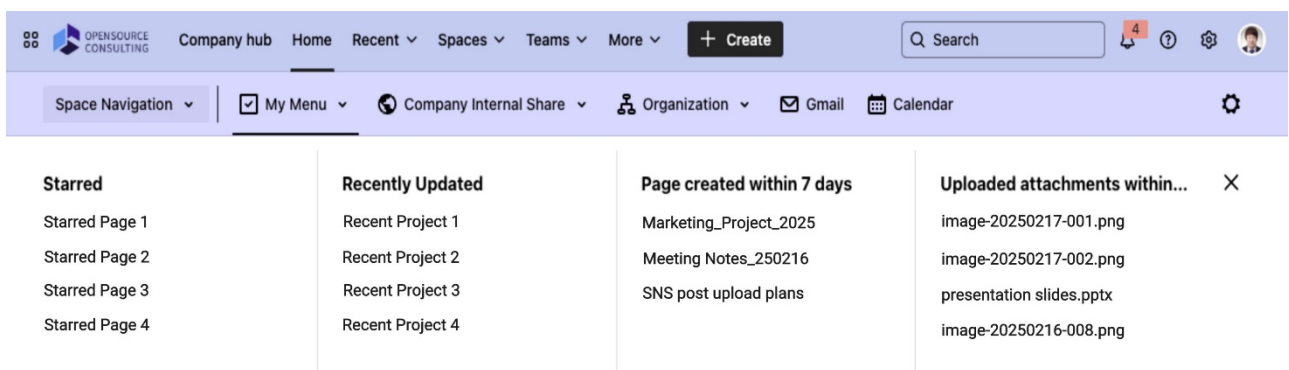 OPENSOURCE
CONSULTING
Company hub Home Recent Spaces Teams More + Create Search 4
Space Navigation My Menu Company Internal Share Organization Gmail Calendar
Starred
Starred Page 1
Starred Page 2
Starred Page 3
Starred Page 4
Recently Updated
Recent Project 1
Recent Project 2
Recent Project 3
Recent Project 4
Page created within 7 days
Marketing_Project_2025
Meeting Notes_250216
SNS post upload plans
Uploaded attachments within...
image-20250217-001.png
image-20250217-002.png
presentation slides.pptx
image-20250216-008.png